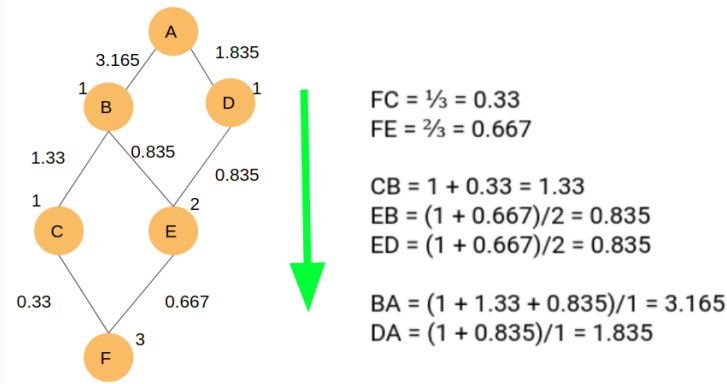 A
3.165
1.835
1
1
B
D
FC = ⅓ = 0.33
FE = ⅔ = 0.667
1.33
0.835
0.835
CB = 1 + 0.33 = 1.33
1
2
EB = (1 + 0.667)/2 = 0.835
C
E
ED = (1 + 0.667)/2 = 0.835
0.33
0.667
BA = (1 + 1.33 + 0.835)/1 = 3.165
3
DA = (1 + 0.835)/1 = 1.835
F